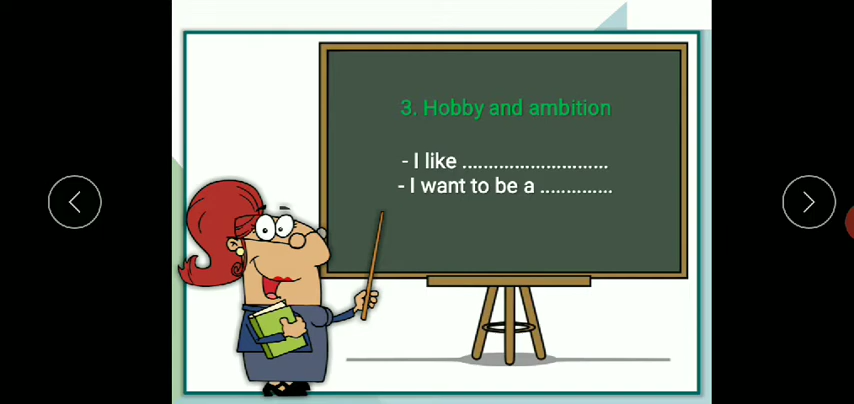 3. Hobby and ambition
- I like ............................
- I want to be a ..............